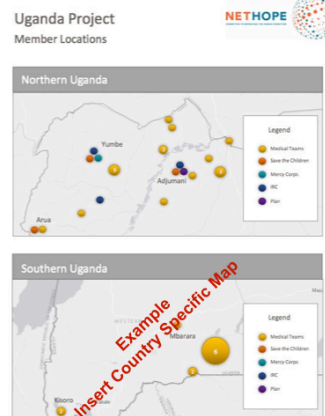 Uganda Project
Member Locations
NETHOPE
Northern Uganda
Yumbe
Adjumani
Arua
Legend
Medical Teams
Save the Children
Mercy Corps
IRC
Plan
Southern Uganda
Example
Insert Country Specific Map
Mbarara
Kisoro
6
2
Legend
Medical Teams
Save the Children
Mercy Corps
IRC
Plan